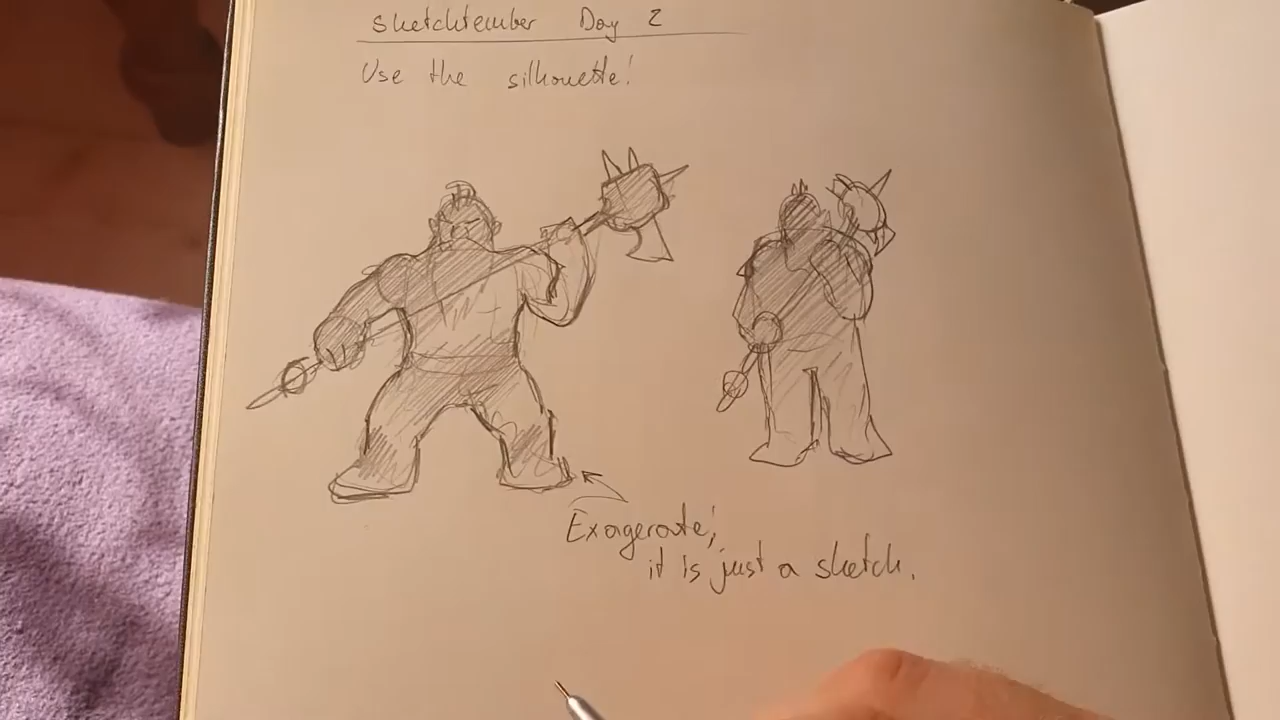 Sketchtember Day 2
Use the silhouette!
Exagerate,
it is just a sketch.